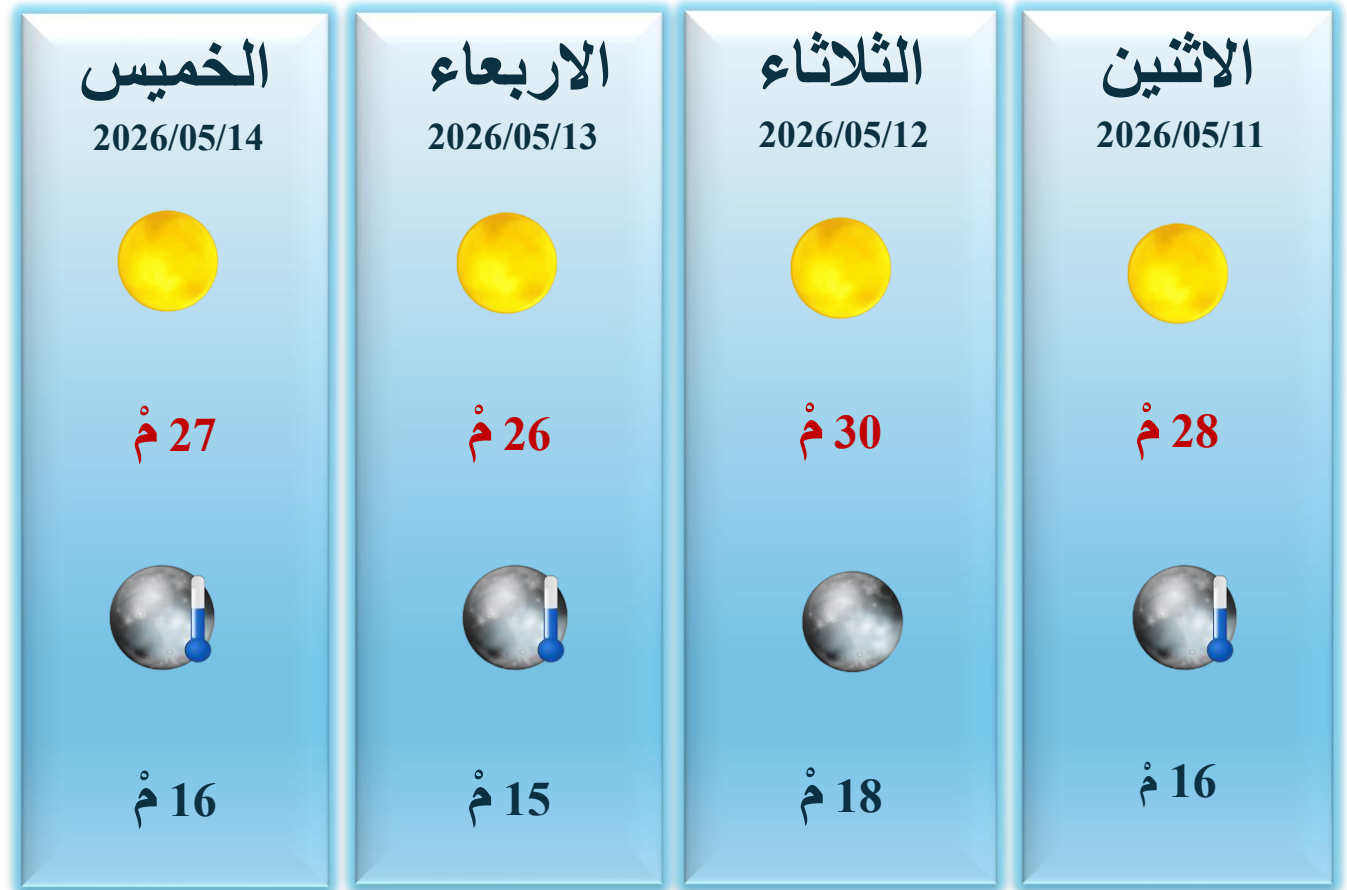 الاثنين
2026/05/11
28 مْ
16 مْ
الثلاثاء
2026/05/12
30 مْ
18 مْ
الاربعاء
2026/05/13
26 مْ
15 مْ
الخميس
2026/05/14
27 مْ
16 مْ